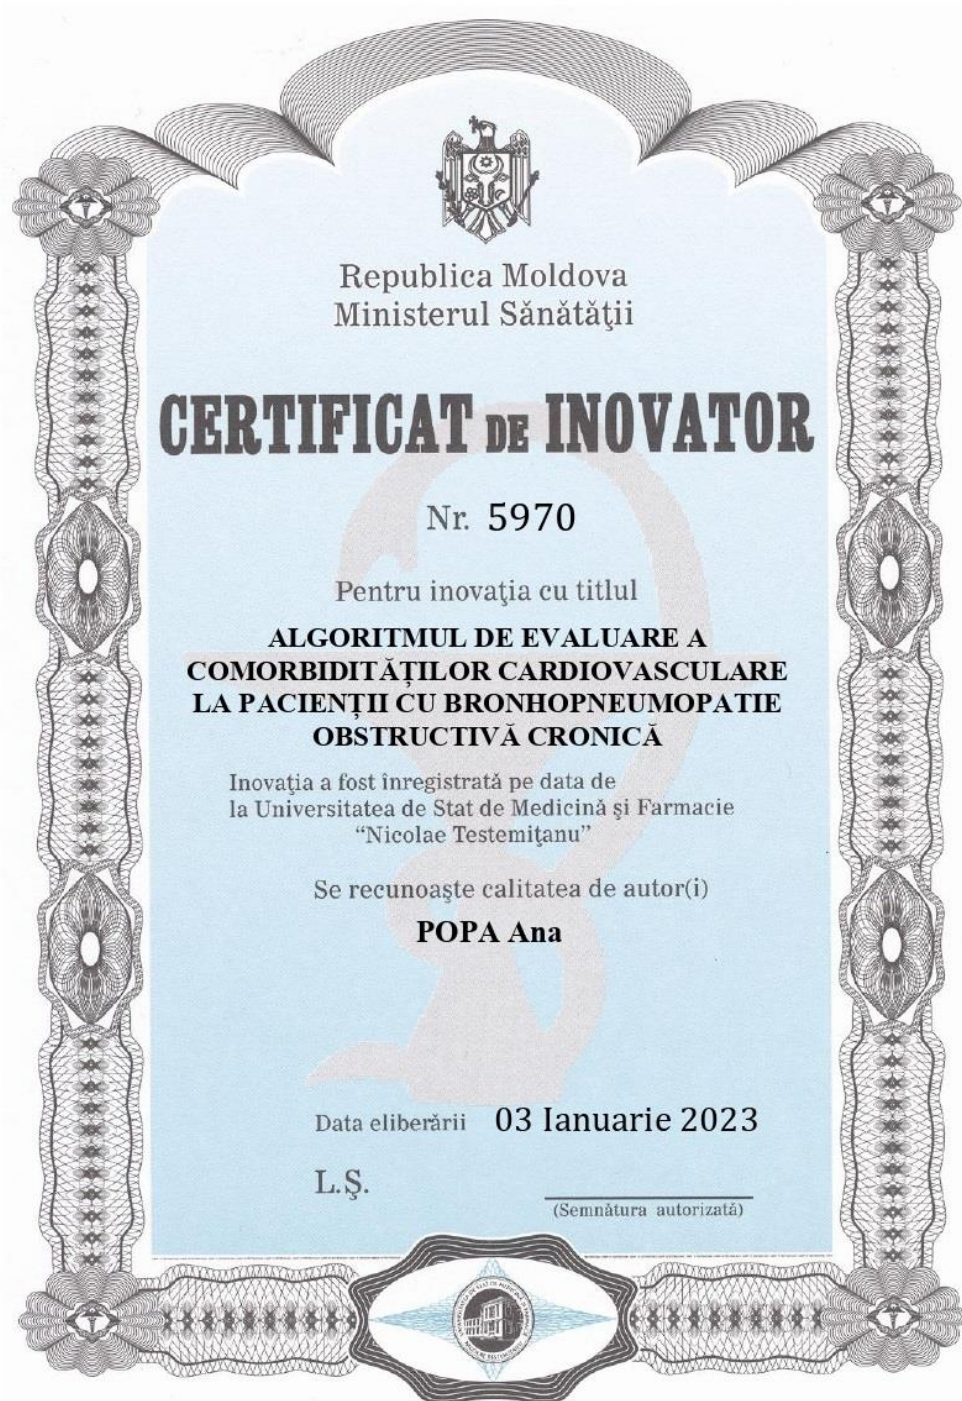 Republica Moldova
Ministerul Sănătăţii
CERTIFICAT DE INOVATOR
Nr. 5970
Pentru inovaţia cu titlul
ALGORITMUL DE EVALUARE A
COMORBIDITĂȚILOR CARDIOVASCULARE
LA PACIENȚII CU BRONHOPNEUMOPATIE
OBSTRUCTIVĂ CRONICĂ
Inovaţia a fost înregistrată pe data de
la Universitatea de Stat de Medicină şi Farmacie
“Nicolae Testemiţanu”
Se recunoaşte calitatea de autor(i)
POPA Ana
Data eliberării 03 Ianuarie 2023
L.Ş.
(Semnătura autorizată)